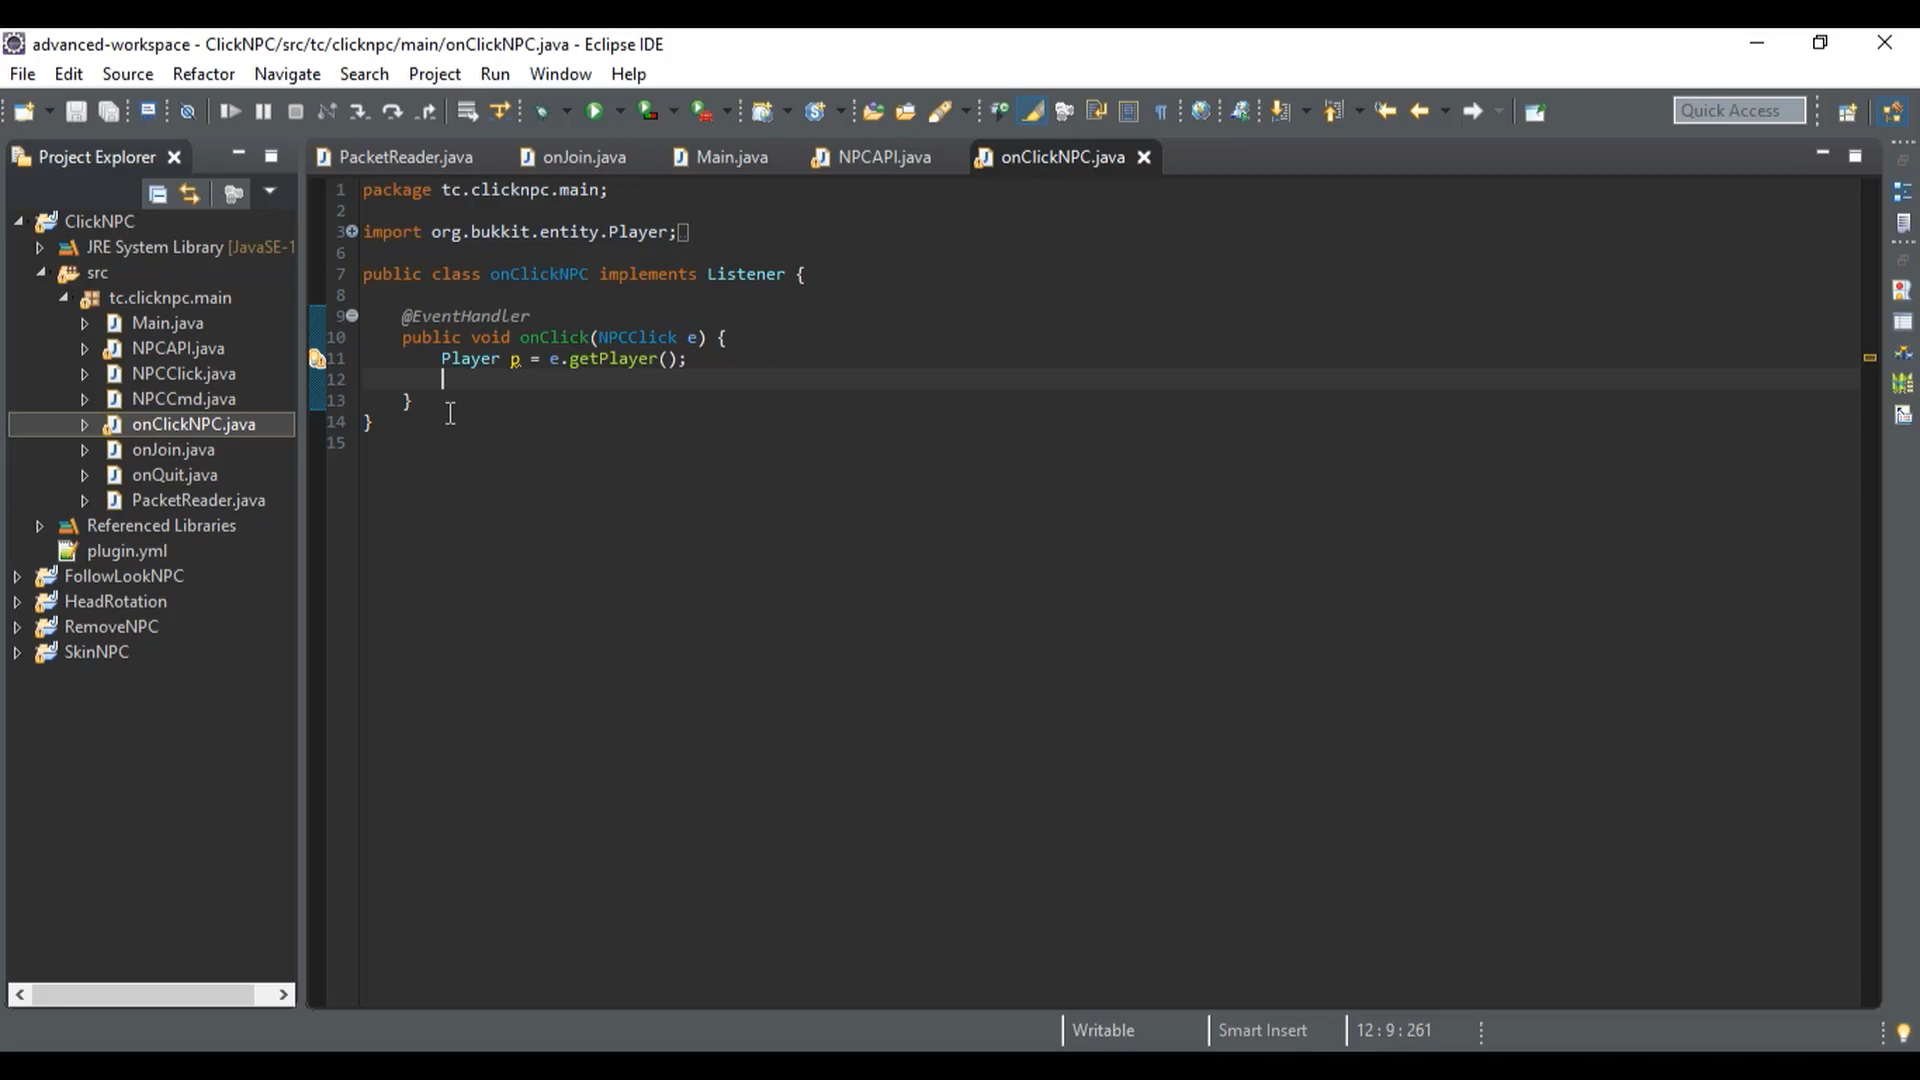 advanced-workspace - ClickNPC/src/tc/clicknpc/main/onClickNPC.java - Eclipse IDE
File Edit Source Refactor Navigate Search Project Run Window Help
Quick Access
Project Explorer
PacketReader.java onJoin.java Main.java NPCAPI.java onClickNPC.java
ClickNPC
JRE System Library [JavaSE-1
src
tc.clicknpc.main
Main.java
NPCAPI.java
NPCClick.java
NPCCmd.java
onClickNPC.java
onJoin.java
onQuit.java
PacketReader.java
Referenced Libraries
plugin.yml
FollowLookNPC
HeadRotation
RemoveNPC
SkinNPC
1 package tc.clicknpc.main;
2
3 import org.bukkit.entity.Player;
6
7 public class onClickNPC implements Listener {
8
9 @EventHandler
10 public void onClick(NPCClick e) {
11 Player p = e.getPlayer();
12
13 }
14 }
15
Writable Smart Insert 12 : 9 : 261